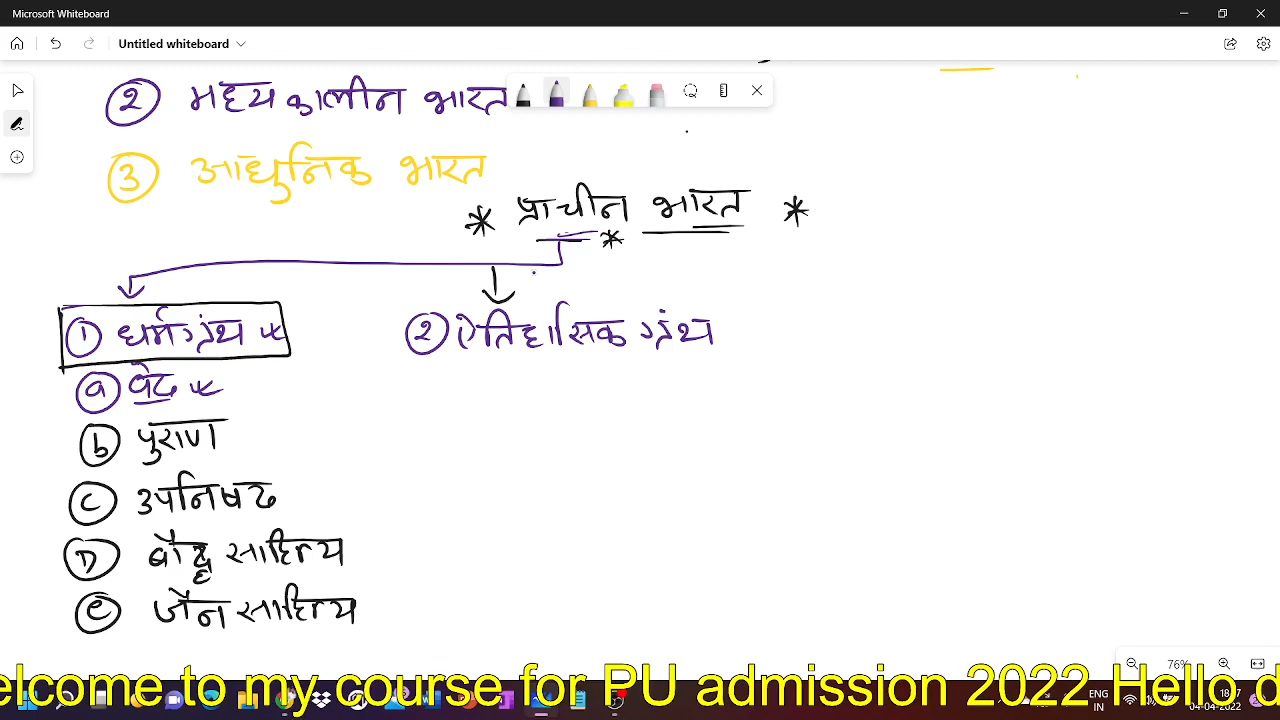 Microsoft Whiteboard
Untitled whiteboard
② मध्य कालीन भारत
③ आधुनिक भारत
* प्राचीन भारत *
*
① धर्मग्रंथ *
② ऐतिहासिक ग्रंथ
ⓐ वेद *
ⓑ पुराण
ⓒ उपनिषद
Ⓓ बौद्ध साहित्य
ⓔ जैन साहित्य
76%
elcome to my course for PU admission 2022 Hello d
ENG
IN
04-04-2022